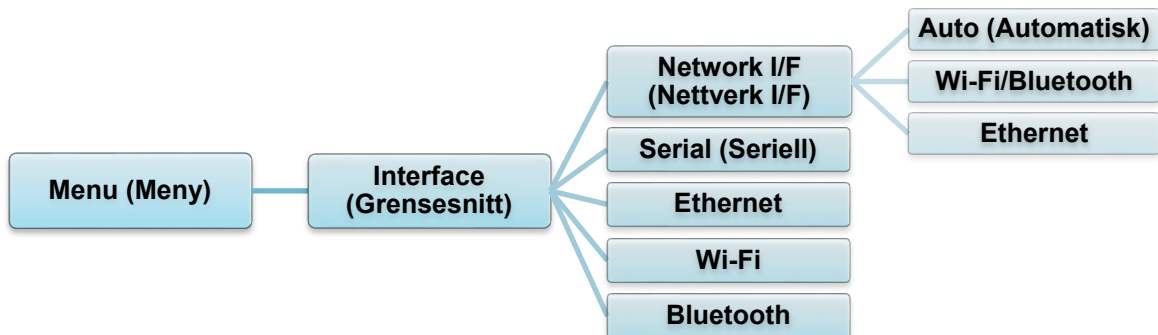 Menu (Meny)
Interface
(Grensesnitt)
Network I/F
(Nettverk I/F)
Serial (Seriell)
Ethernet
Wi-Fi
Bluetooth
Auto (Automatisk)
Wi-Fi/Bluetooth
Ethernet